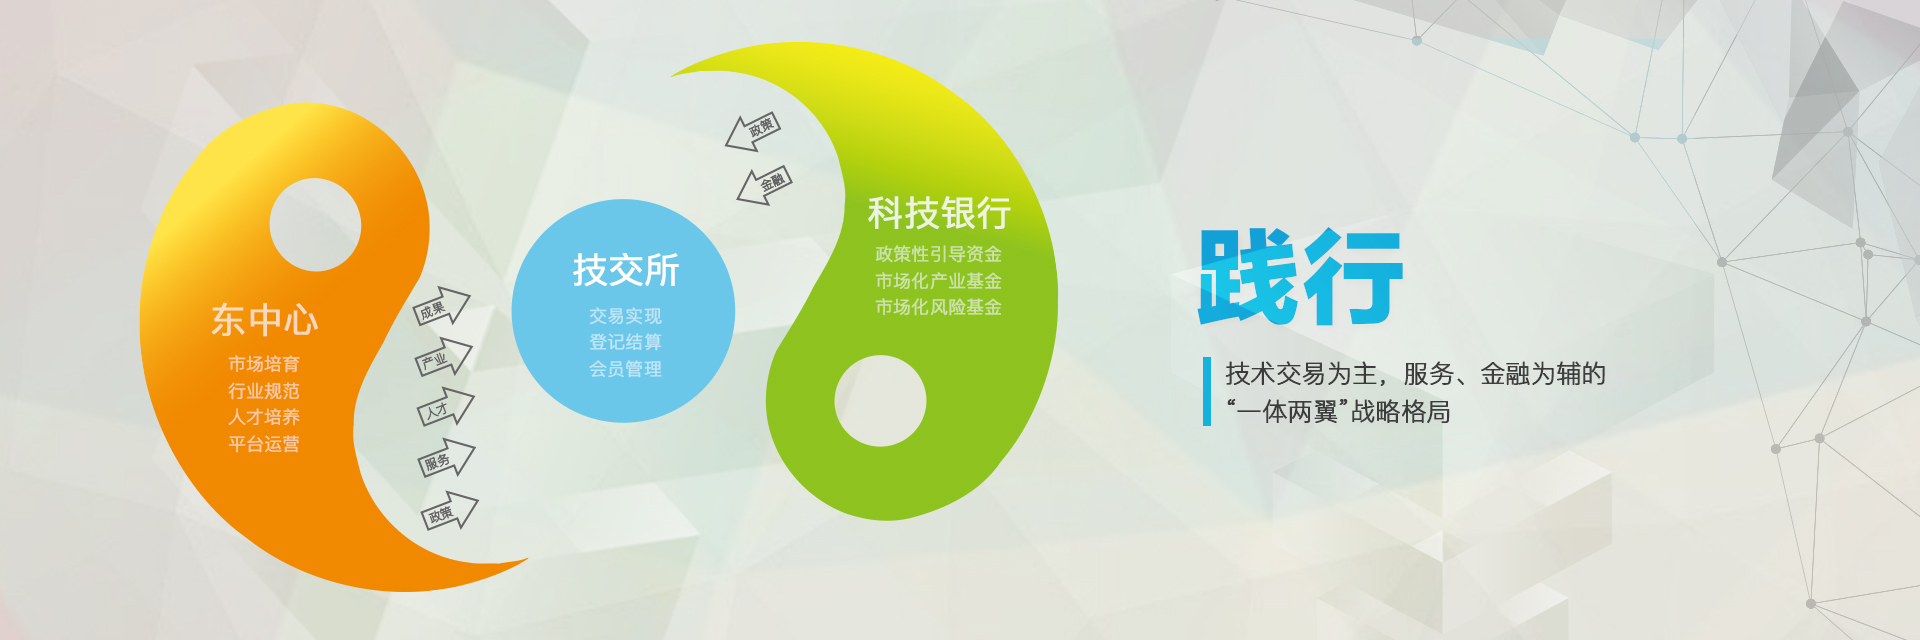 东中心
市场培育
行业规范
人才培养
平台运营
成果
产业
人才
服务
政策
技交所
交易实现
登记结算
会员管理
政策
金融
科技银行
政策性引导资金
市场化产业基金
市场化风险基金
践行
技术交易为主，服务、金融为辅的
“一体两翼”战略格局